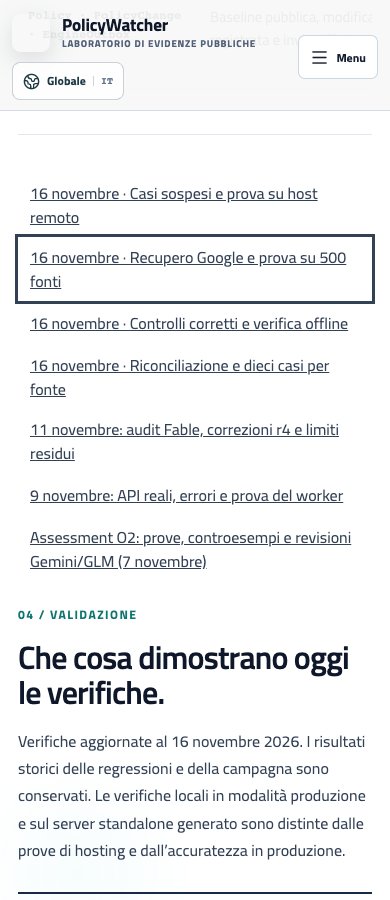 PolicyWatcher
LABORATORIO DI EVIDENZE PUBBLICHE
Menu
Globale | IT
16 novembre · Casi sospesi e prova su host
remoto
16 novembre · Recupero Google e prova su 500
fonti
16 novembre · Controlli corretti e verifica offline
16 novembre · Riconciliazione e dieci casi per
fonte
11 novembre: audit Fable, correzioni r4 e limiti
residui
9 novembre: API reali, errori e prova del worker
Assessment O2: prove, controesempi e revisioni
Gemini/GLM (7 novembre)
04 / VALIDAZIONE
Che cosa dimostrano oggi
le verifiche.
Verifiche aggiornate al 16 novembre 2026. I risultati
storici delle regressioni e della campagna sono
conservati. Le verifiche locali in modalità produzione
e sul server standalone generato sono distinte dalle
prove di hosting e dall’accuratezza in produzione.